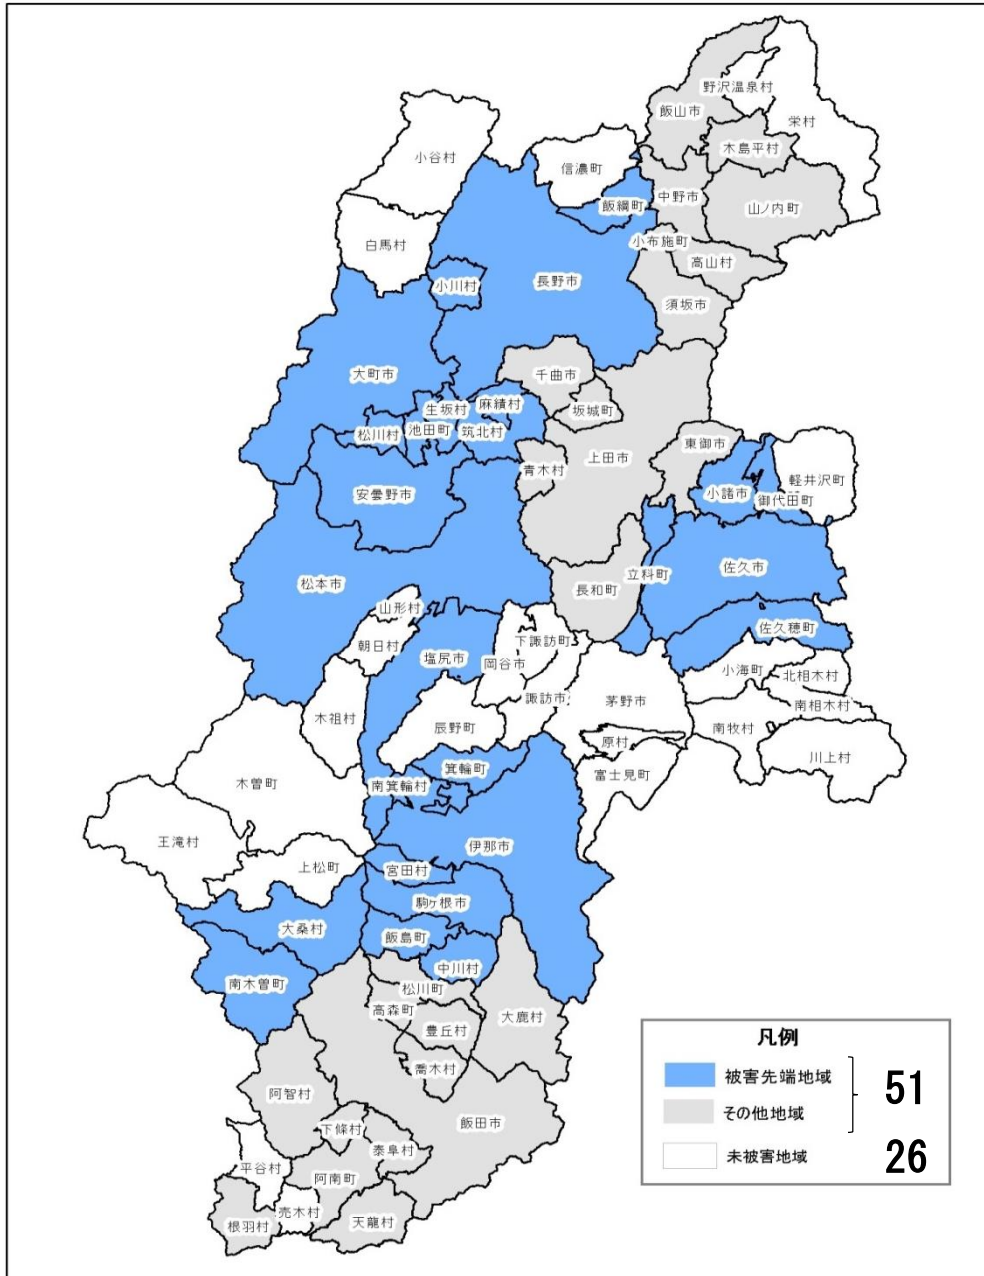 野沢温泉村
飯山市
栄村
木島平村
小谷村
信濃町
中野市
飯綱町
山ノ内町
白馬村
小布施町
高山村
小川村
長野市
須坂市
大町市
千曲市
生坂村
麻績村
坂城町
松川村
池田町
筑北村
東御市
青木村
上田市
軽井沢町
安曇野市
小諸市
御代田町
松本市
長和町
立科町
佐久市
山形村
佐久穂町
朝日村
塩尻市
下諏訪町
岡谷市
小海町
北相木村
木祖村
諏訪市
茅野市
南相木村
辰野町
南牧村
原村
川上村
木曽町
箕輪町
南箕輪村
富士見町
王滝村
伊那市
上松町
宮田村
駒ヶ根市
大桑村
飯島町
中川村
南木曽町
松川町
高森町
大鹿村
豊丘村
喬木村
阿智村
飯田市
下條村
泰阜村
平谷村
阿南町
売木村
根羽村
天龍村
凡例
被害先端地域
51
その他地域
未被害地域
26